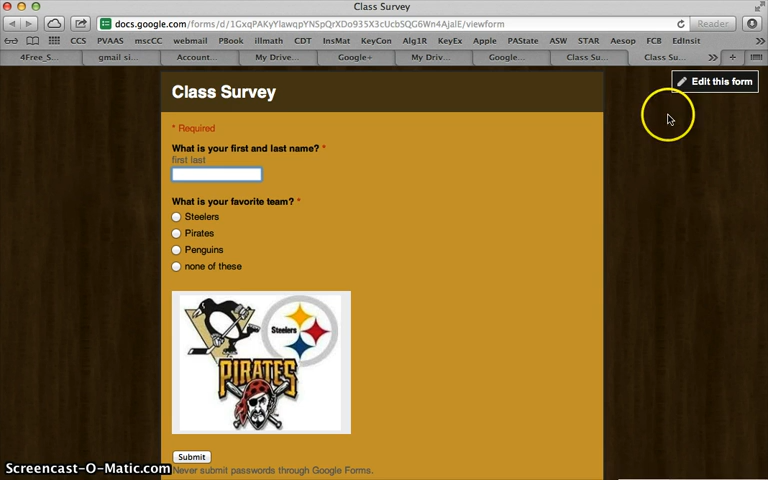 Class Survey
docs.google.com/forms/d/1GxqPAKyYlawqpYNSpQrXDo935X3cUcbSQG6Wn4AjaIE/viewform
Reader
CCS PVAAS mscCC webmail PBook illmath CDT InsMat KeyCon Alg1R KeyEx Apple PAState ASW STAR Aesop FCB EdInsit
4Free_S... gmail si... Account... My Drive... Google+ My Driv... Google... Class Su... Class Su...
Edit this form
Class Survey
* Required
What is your first and last name? *
first last
What is your favorite team? *
Steelers
Pirates
Penguins
none of these
Steelers
PIRATES
Submit
Never submit passwords through Google Forms.
Screencast-O-Matic.com